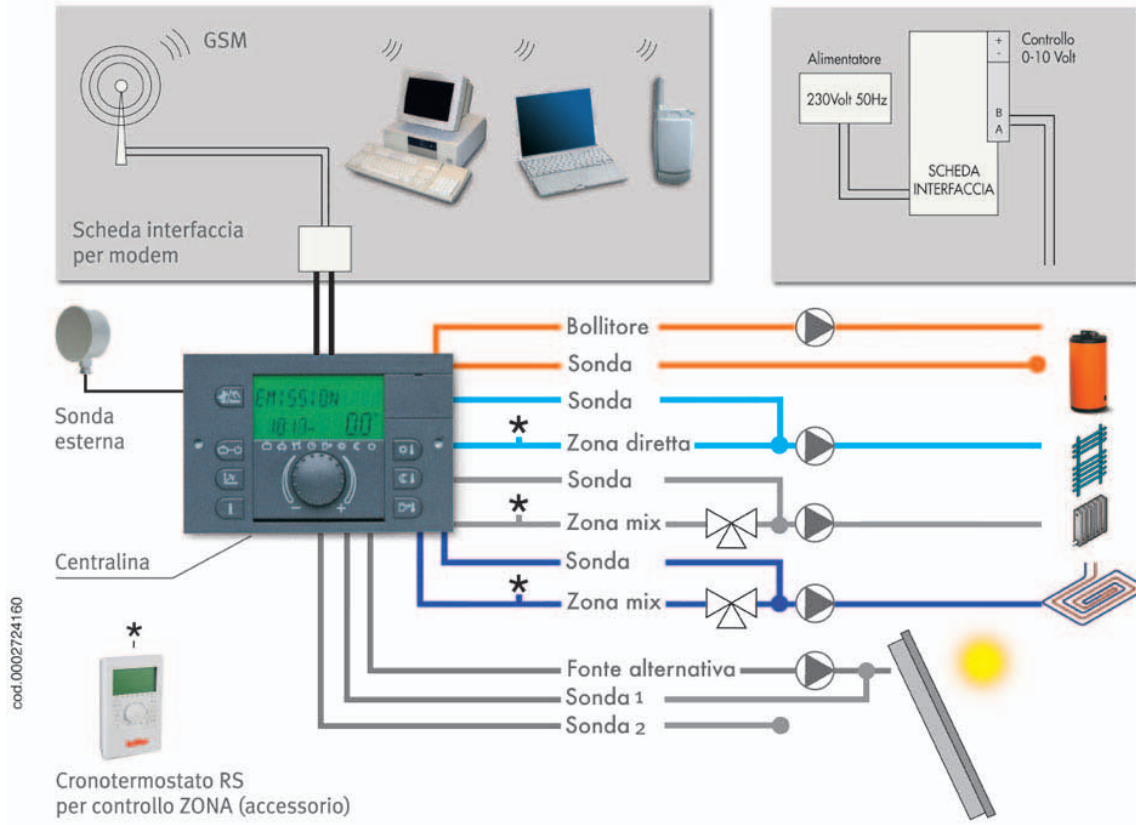 GSM
Scheda interfaccia
per modem
Alimentatore
230Volt 50Hz
+
-
Controllo
0-10 Volt
B
A
SCHEDA
INTERFACCIA
Sonda
esterna
Bollitore
Sonda
Sonda
*
Zona diretta
Sonda
*
Zona mix
Sonda
*
Zona mix
EMISSION
00°
- +
i
Centralina
Fonte alternativa
Sonda 1
Sonda 2
*
Cronotermostato RS
per controllo ZONA (accessorio)
cod.0002724160